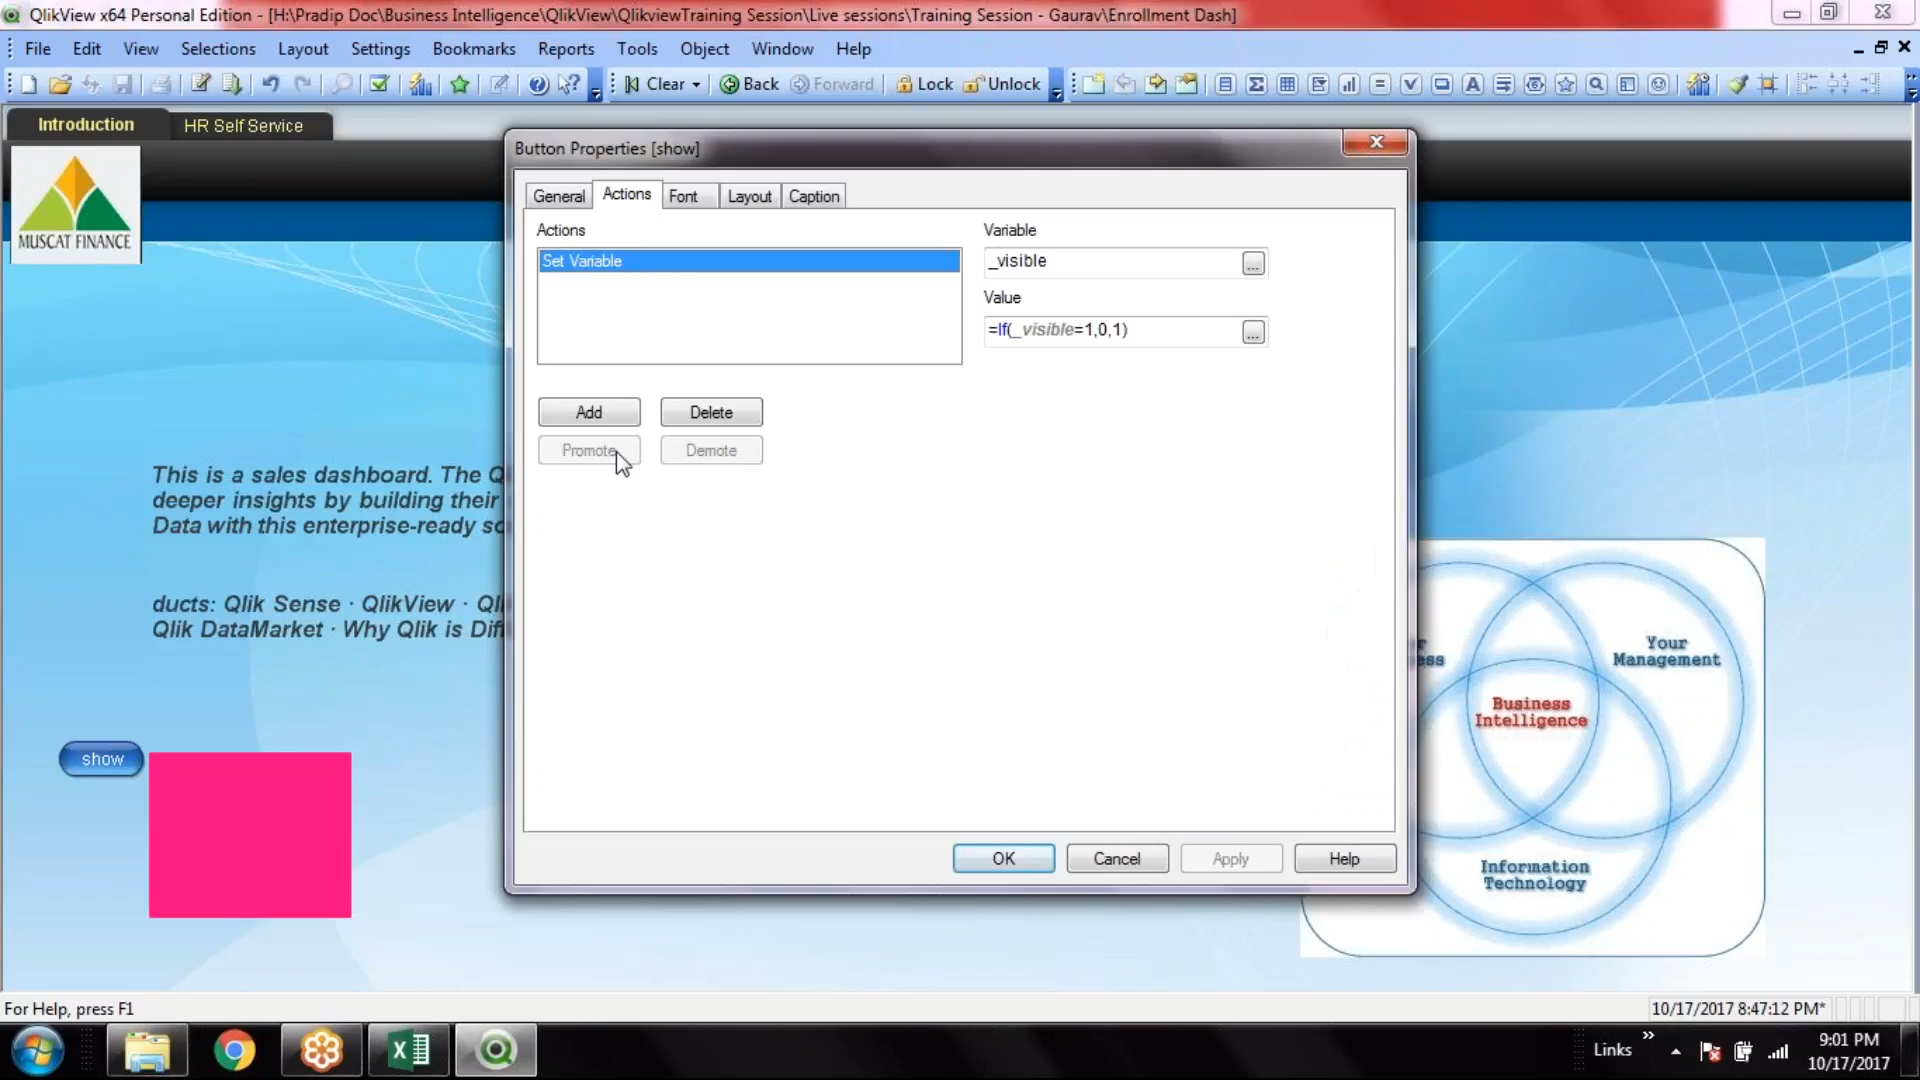 QlikView x64 Personal Edition - [H:\Pradip Doc\Business Intelligence\QlikView\QlikviewTraining Session\Live sessions\Training Session - Gaurav\Enrollment Dash]
File Edit View Selections Layout Settings Bookmarks Reports Tools Object Window Help
Clear Back Forward Lock Unlock
Introduction HR Self Service
MUSCAT FINANCE
Button Properties [show]
General Actions Font Layout Caption
Actions
Set Variable
Variable
_visible
...
Value
=If(_visible=1,0,1)
...
Add Delete
Promote Demote
This is a sales dashboard. The Q
deeper insights by building their
Data with this enterprise-ready
ducts: Qlik Sense · QlikView ·
Qlik DataMarket · Why Qlik is
show
OK Cancel Apply Help
Your
Management
Business
Intelligence
Information
Technology
For Help, press F1
10/17/2017 8:47:12 PM*
Links
9:01 PM
10/17/2017